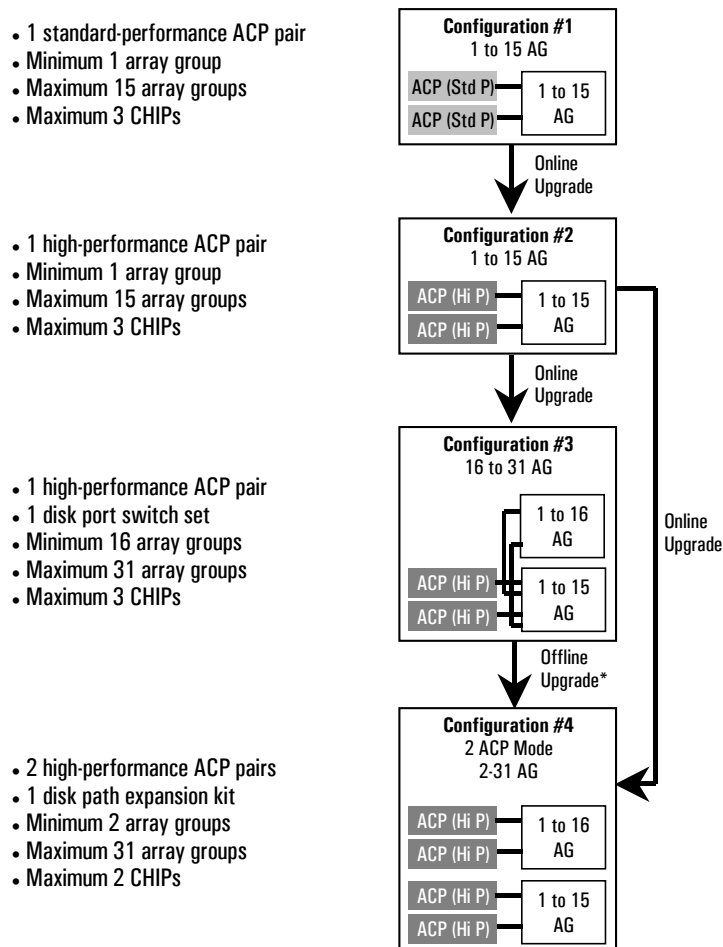 • 1 standard-performance ACP pair
• Minimum 1 array group
• Maximum 15 array groups
• Maximum 3 CHIPs
Configuration #1
1 to 15 AG
ACP (Std P)
ACP (Std P)
1 to 15
AG
Online
Upgrade
• 1 high-performance ACP pair
• Minimum 1 array group
• Maximum 15 array groups
• Maximum 3 CHIPs
Configuration #2
1 to 15 AG
ACP (Hi P)
ACP (Hi P)
1 to 15
AG
Online
Upgrade
• 1 high-performance ACP pair
• 1 disk port switch set
• Minimum 16 array groups
• Maximum 31 array groups
• Maximum 3 CHIPs
Configuration #3
16 to 31 AG
1 to 16
AG
ACP (Hi P)
ACP (Hi P)
1 to 15
AG
Online
Upgrade
Offline
Upgrade*
• 2 high-performance ACP pairs
• 1 disk path expansion kit
• Minimum 2 array groups
• Maximum 31 array groups
• Maximum 2 CHIPs
Configuration #4
2 ACP Mode
2-31 AG
ACP (Hi P)
ACP (Hi P)
1 to 16
AG
ACP (Hi P)
ACP (Hi P)
1 to 15
AG